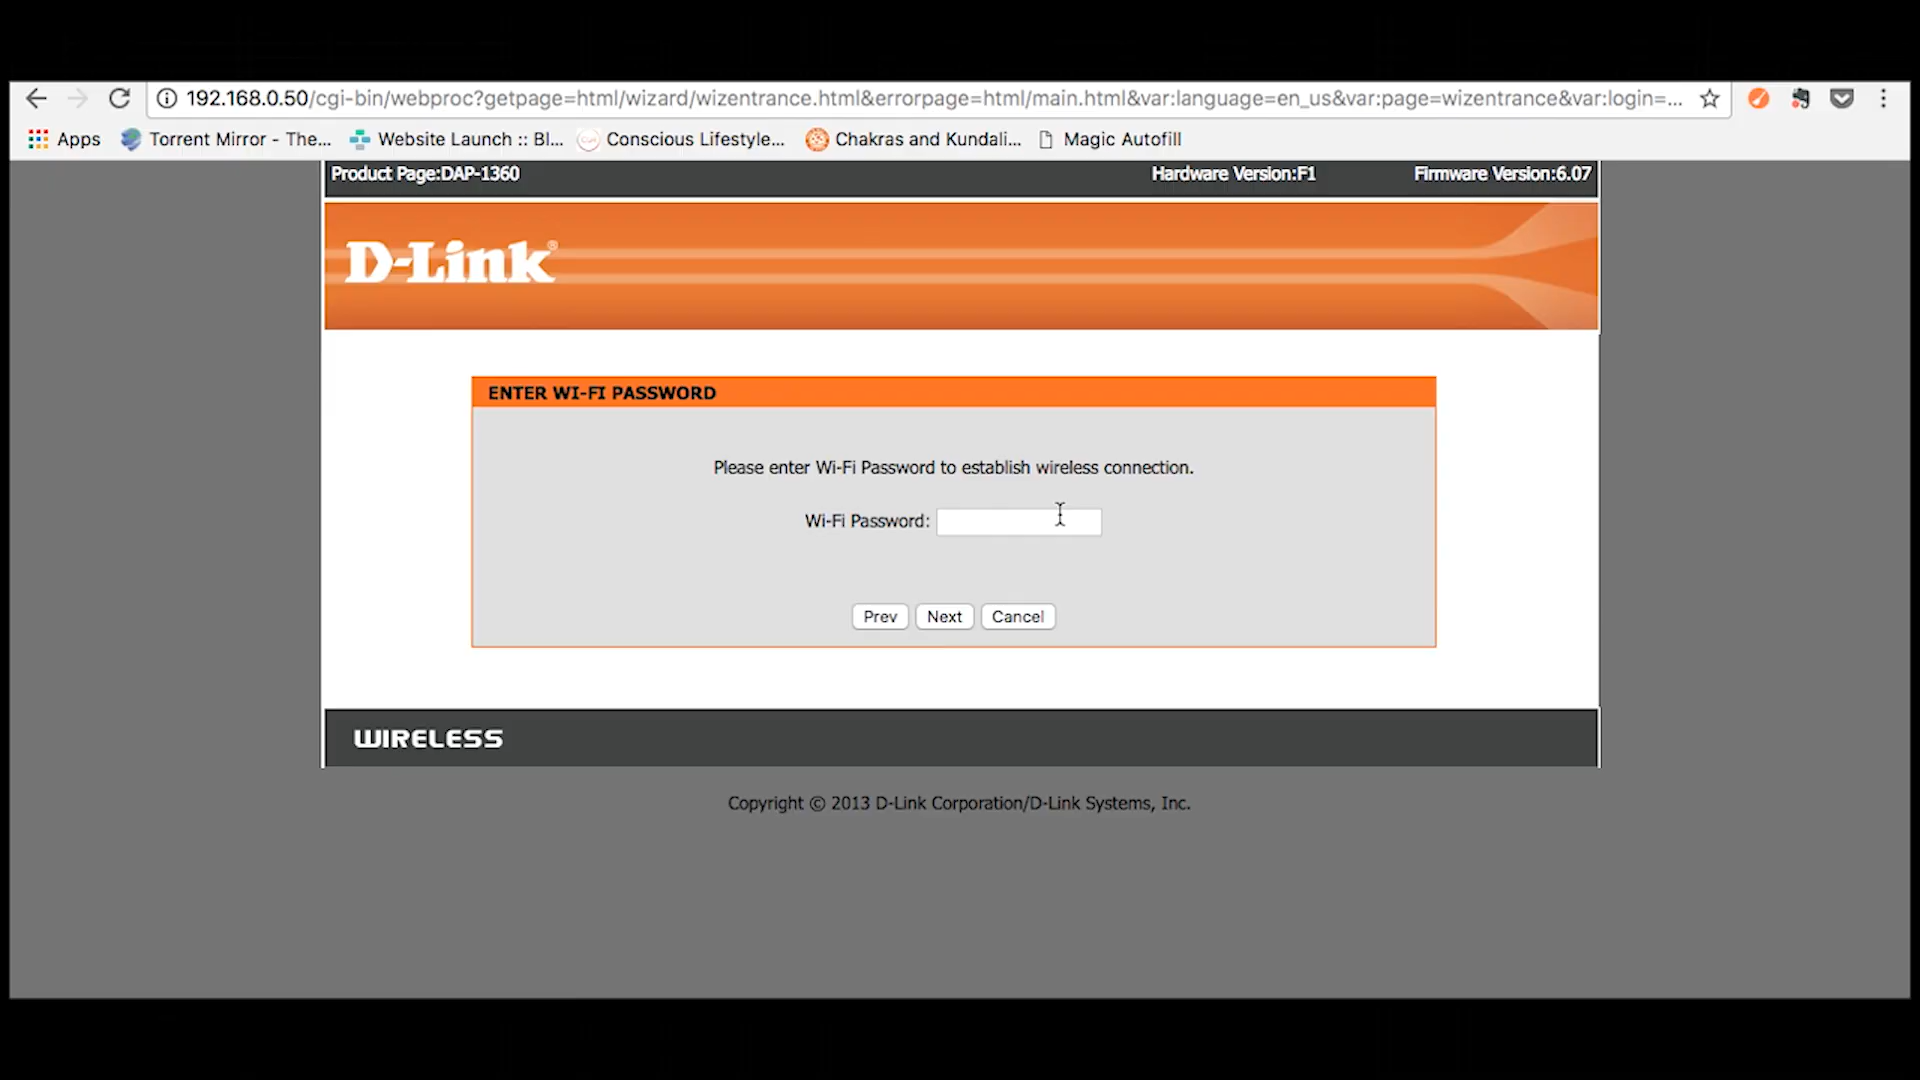 192.168.0.50/cgi-bin/webproc?getpage=html/wizard/wizentrance.html&errorpage=html/main.html&var:language=en_us&var:page=wizentrance&var:login=...
Apps Torrent Mirror - The... Website Launch :: Bl... Conscious Lifestyle... Chakras and Kundali... Magic Autofill
Product Page:DAP-1360 Hardware Version:F1 Firmware Version:6.07
D-Link®
ENTER WI-FI PASSWORD
Please enter Wi-Fi Password to establish wireless connection.
Wi-Fi Password:
Prev Next Cancel
WIRELESS
Copyright © 2013 D-Link Corporation/D-Link Systems, Inc.